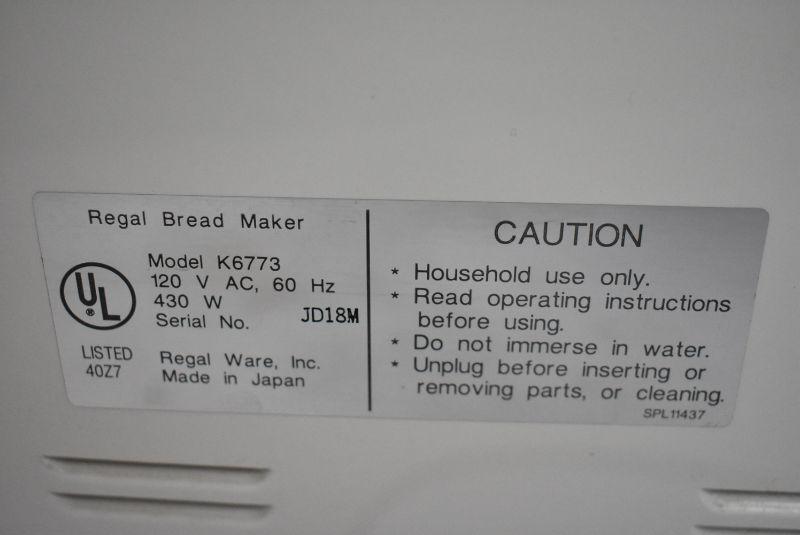 Regal Bread Maker
UL
®
Model K6773
120 V AC, 60 Hz
430 W
Serial No. JD18M
LISTED
40Z7
Regal Ware, Inc.
Made in Japan
CAUTION
* Household use only.
* Read operating instructions
before using.
* Do not immerse in water.
* Unplug before inserting or
removing parts, or cleaning.
SPL11437